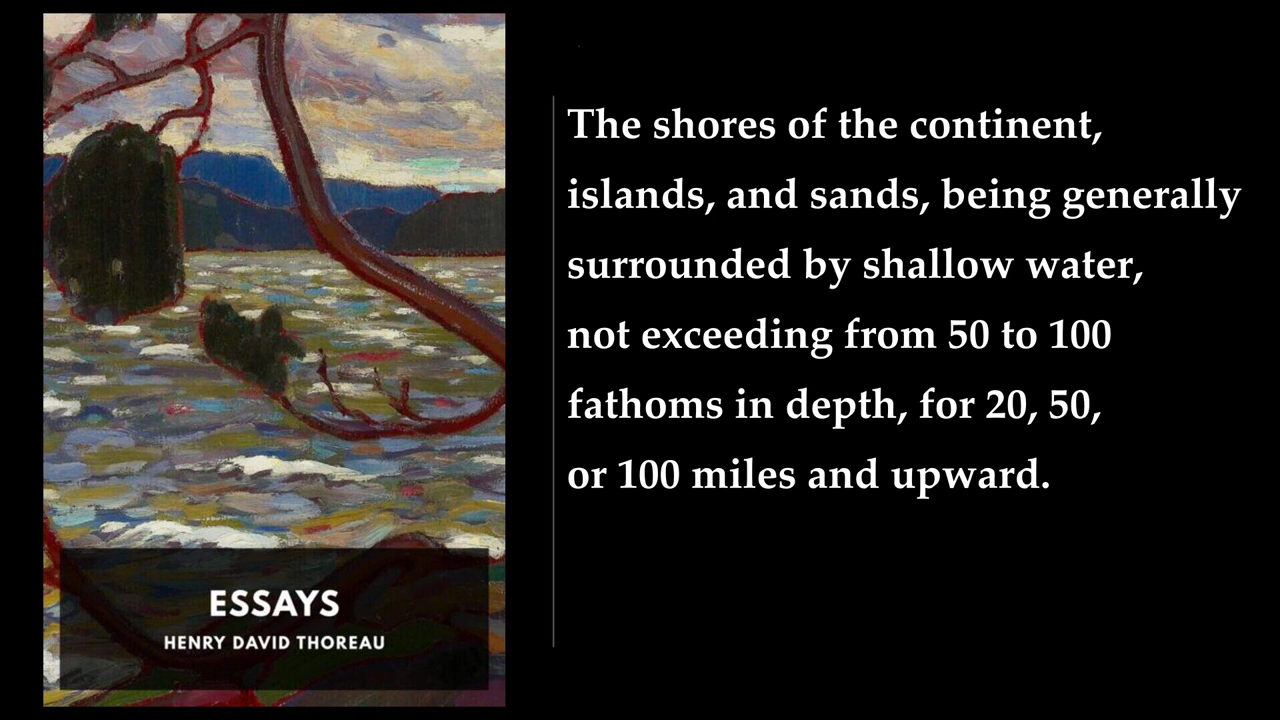 The shores of the continent,
islands, and sands, being generally
surrounded by shallow water,
not exceeding from 50 to 100
fathoms in depth, for 20, 50,
or 100 miles and upward.
ESSAYS
HENRY DAVID THOREAU